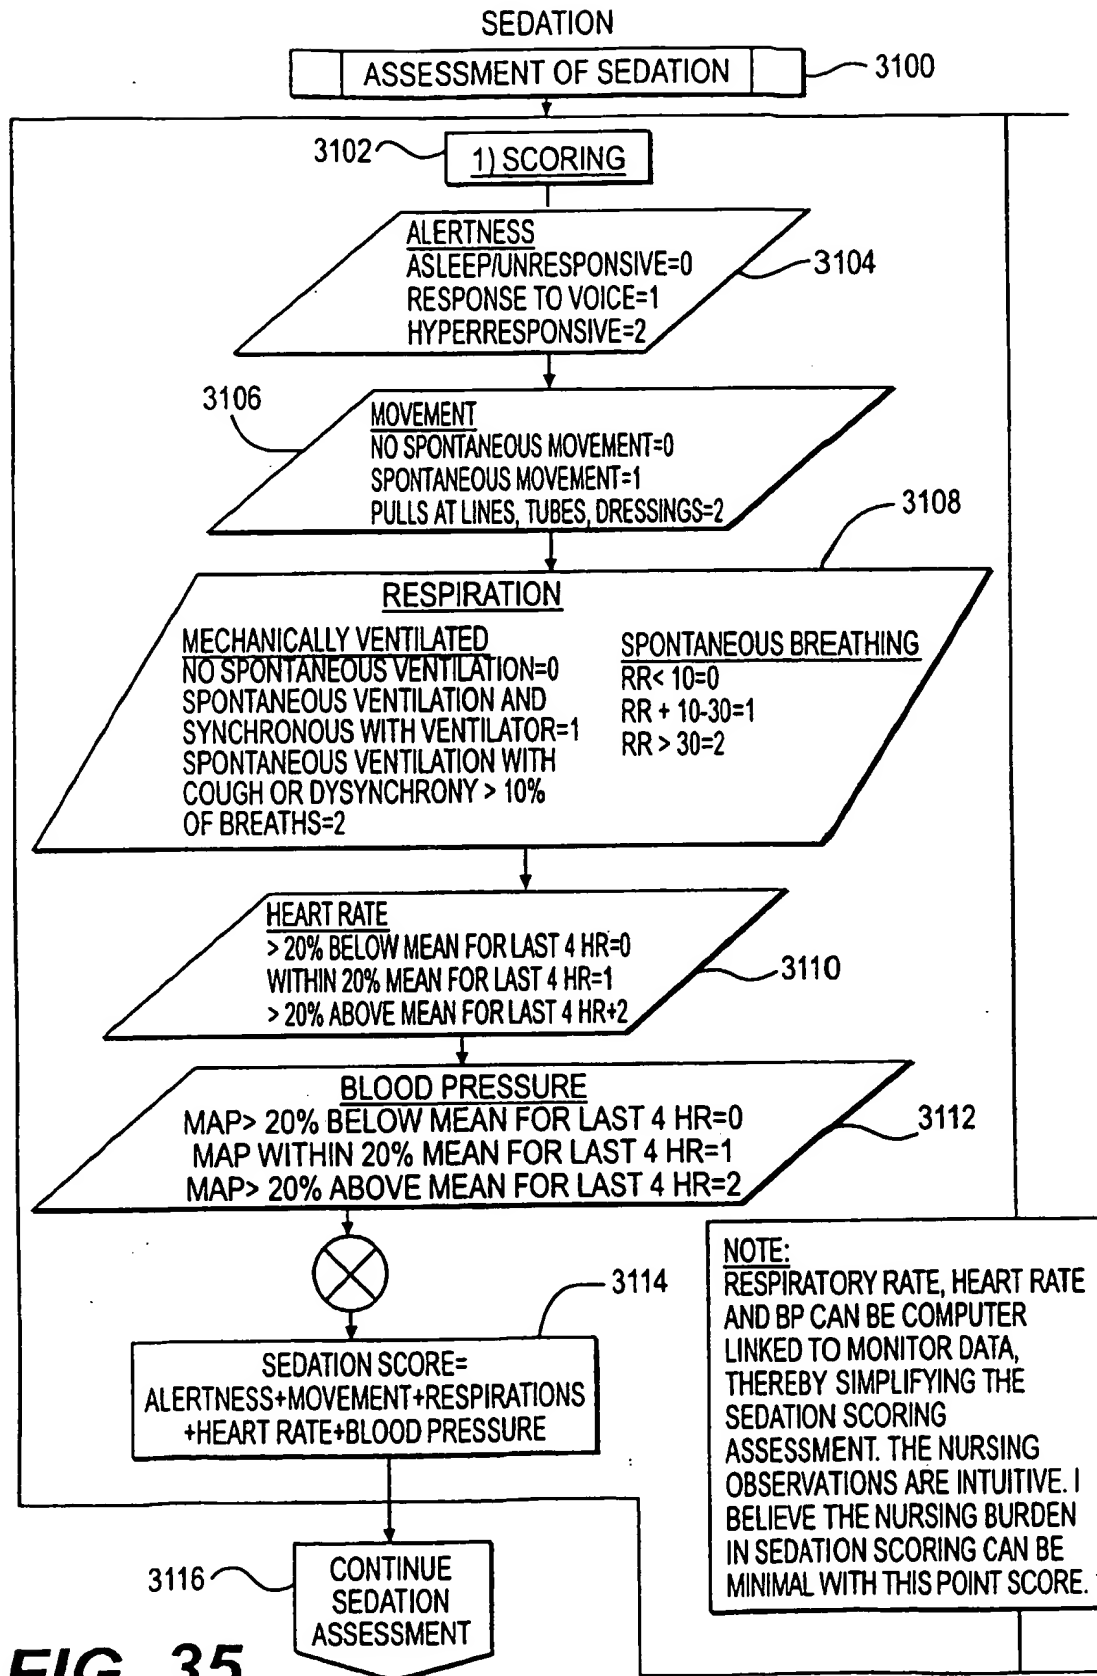 SEDATION
ASSESSMENT OF SEDATION
3100
3102
1) SCORING
ALERTNESS
ASLEEP/UNRESPONSIVE=0
RESPONSE TO VOICE=1
HYPERRESPONSIVE=2
3104
3106
MOVEMENT
NO SPONTANEOUS MOVEMENT=0
SPONTANEOUS MOVEMENT=1
PULLS AT LINES, TUBES, DRESSINGS=2
3108
RESPIRATION
MECHANICALLY VENTILATED
NO SPONTANEOUS VENTILATION=0
SPONTANEOUS VENTILATION AND
SYNCHRONOUS WITH VENTILATOR=1
SPONTANEOUS VENTILATION WITH
COUGH OR DYSYNCHRONY > 10%
OF BREATHS=2
SPONTANEOUS BREATHING
RR< 10=0
RR + 10-30=1
RR > 30=2
HEART RATE
> 20% BELOW MEAN FOR LAST 4 HR=0
WITHIN 20% MEAN FOR LAST 4 HR=1
> 20% ABOVE MEAN FOR LAST 4 HR+2
3110
BLOOD PRESSURE
MAP> 20% BELOW MEAN FOR LAST 4 HR=0
MAP WITHIN 20% MEAN FOR LAST 4 HR=1
MAP> 20% ABOVE MEAN FOR LAST 4 HR=2
3112
3114
SEDATION SCORE=
ALERTNESS+MOVEMENT+RESPIRATIONS
+HEART RATE+BLOOD PRESSURE
NOTE:
RESPIRATORY RATE, HEART RATE
AND BP CAN BE COMPUTER
LINKED TO MONITOR DATA,
THEREBY SIMPLIFYING THE
SEDATION SCORING
ASSESSMENT. THE NURSING
OBSERVATIONS ARE INTUITIVE. I
BELIEVE THE NURSING BURDEN
IN SEDATION SCORING CAN BE
MINIMAL WITH THIS POINT SCORE.
3116
CONTINUE
SEDATION
ASSESSMENT
FIG. 35